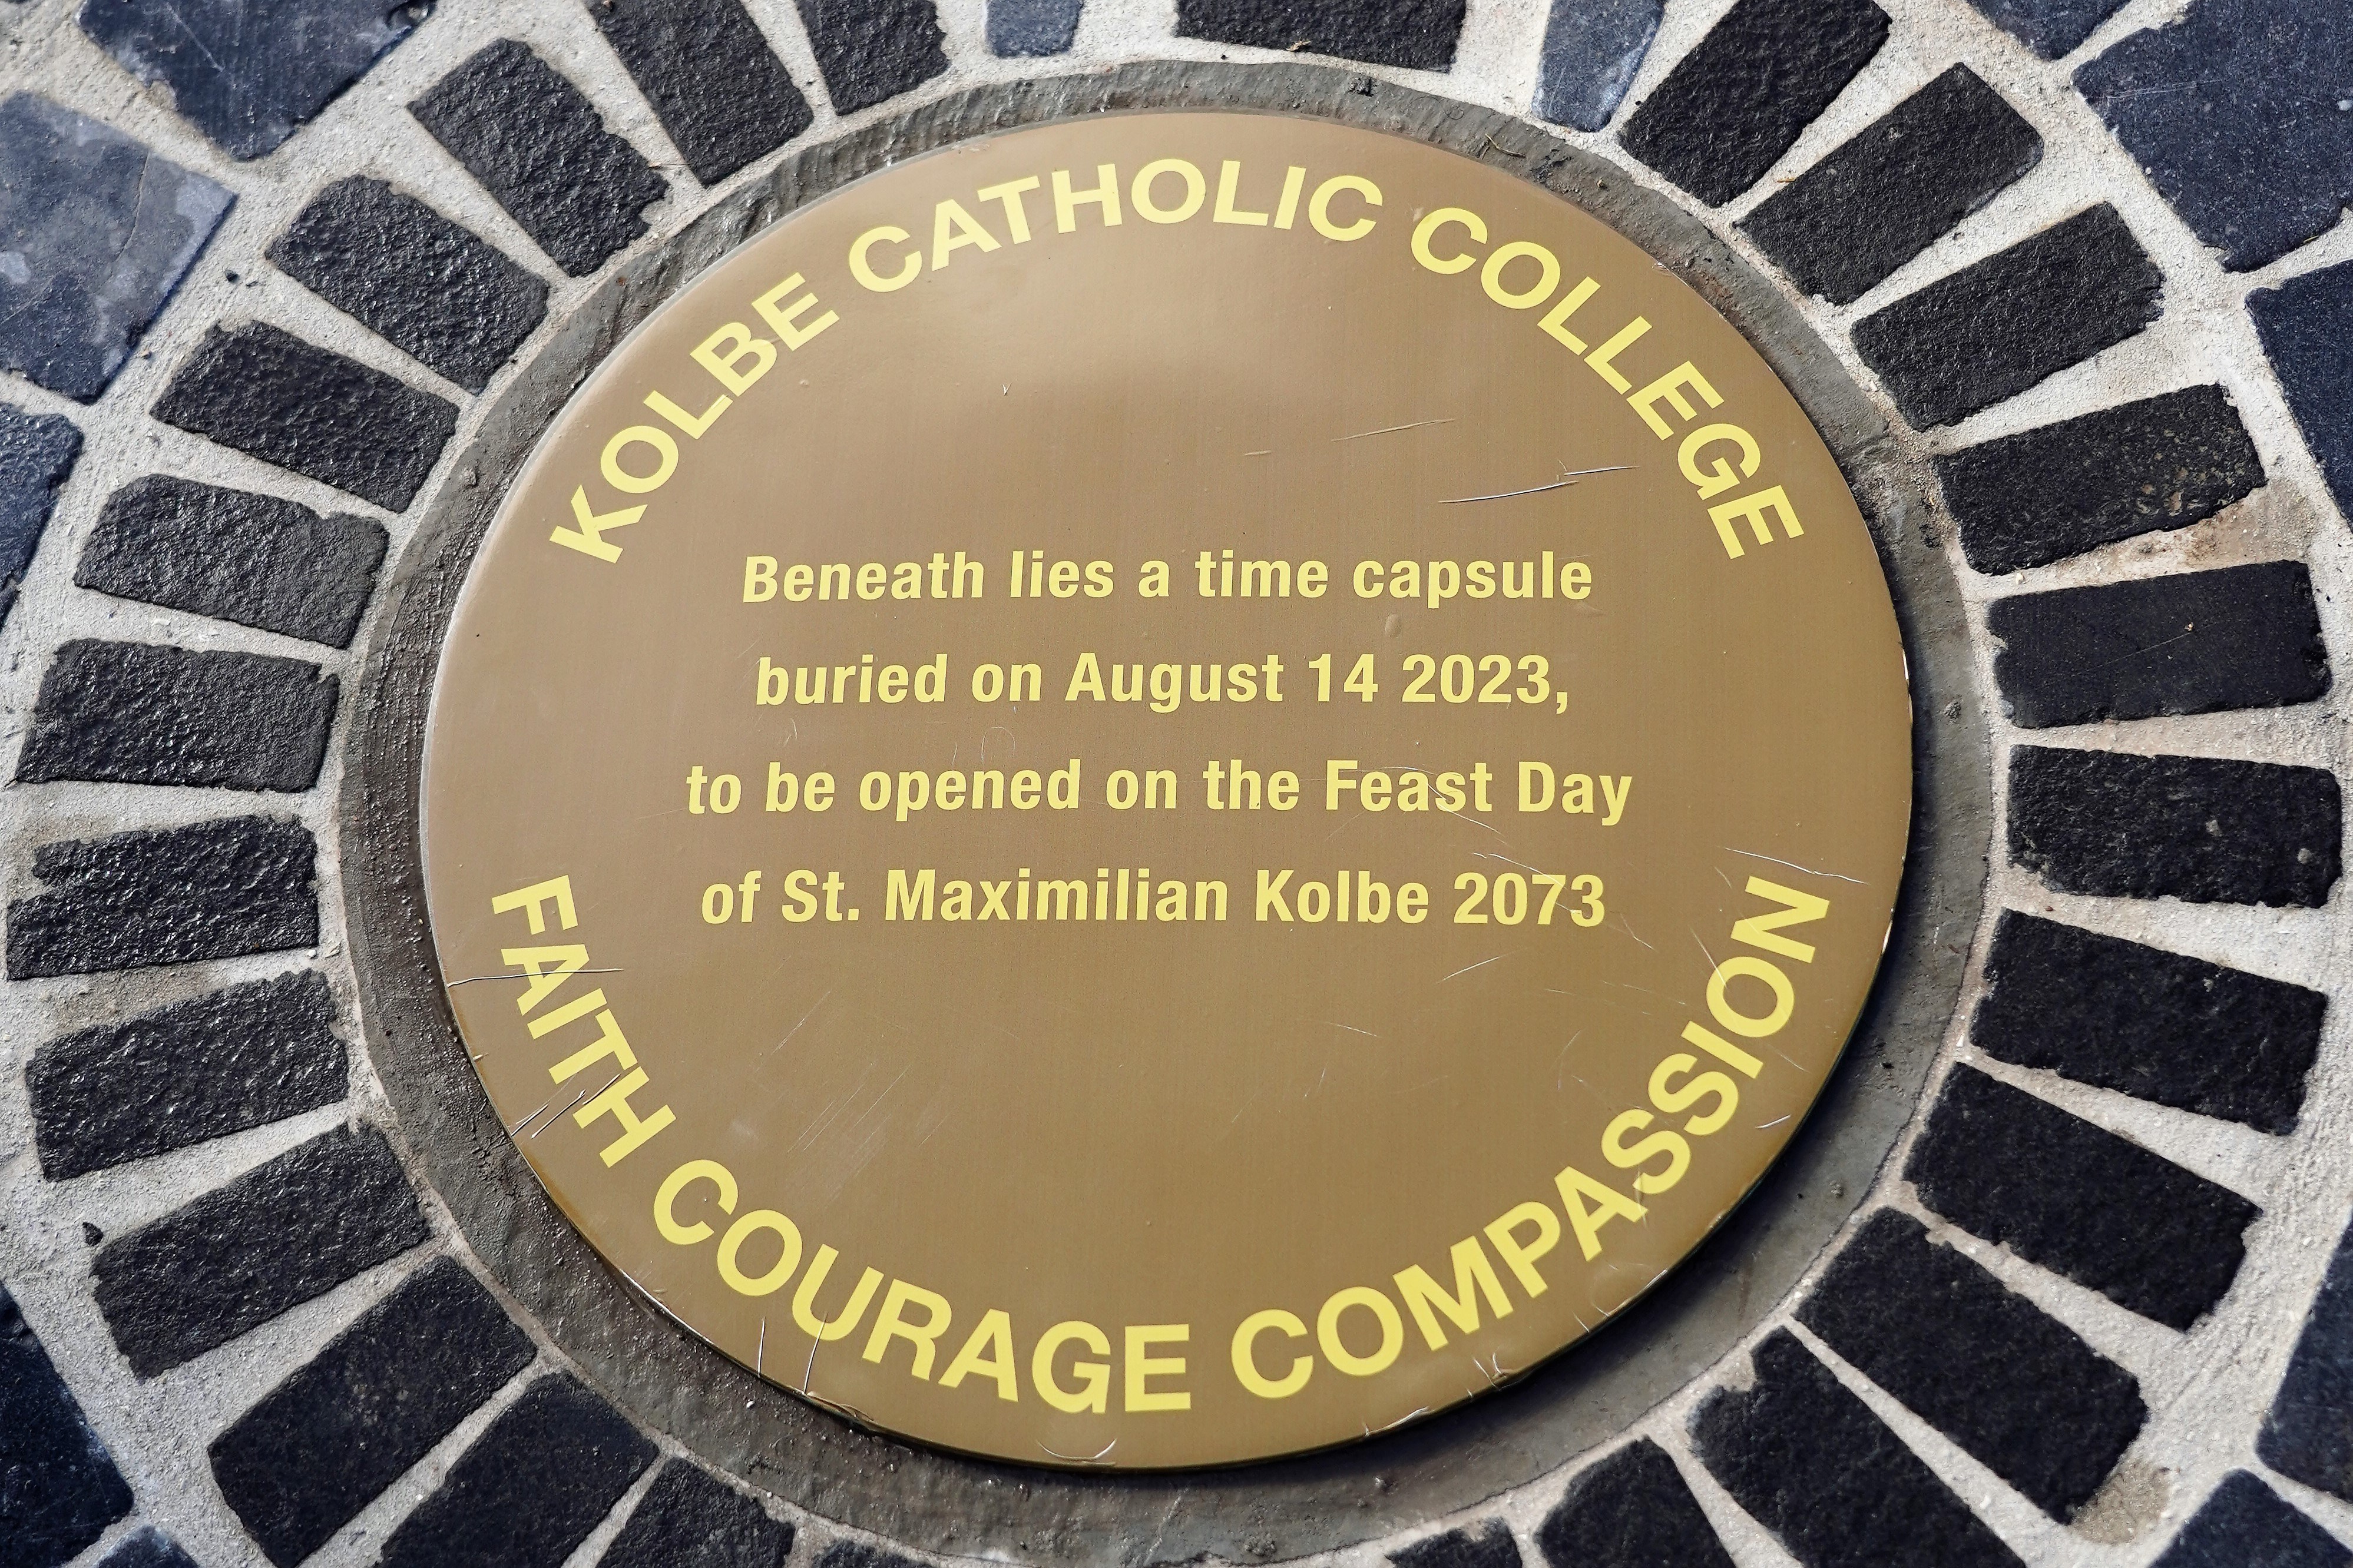 KOLBE CATHOLIC COLLEGE
Beneath lies a time capsule
buried on August 14 2023,
to be opened on the Feast Day
of St. Maximilian Kolbe 2073
FAITH COURAGE COMPASSION